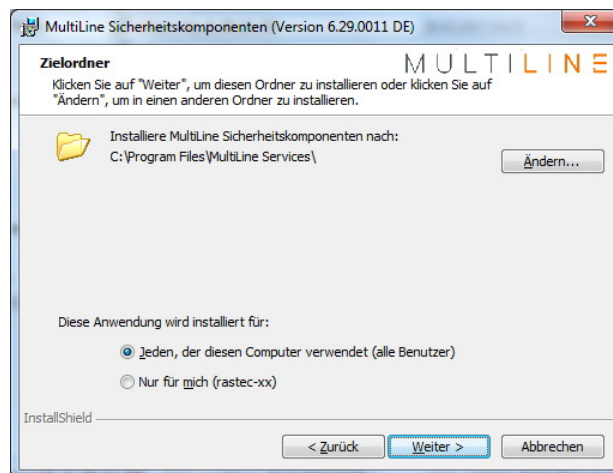 MultiLine Sicherheitskomponenten (Version 6.29.0011 DE)
Zielordner
MULTILINE
Klicken Sie auf "Weiter", um diesen Ordner zu installieren oder klicken Sie auf
"Ändern", um in einen anderen Ordner zu installieren.
Installiere MultiLine Sicherheitskomponenten nach:
C:\Program Files\MultiLine Services\
Ändern...
Diese Anwendung wird installiert für:
Jeden, der diesen Computer verwendet (alle Benutzer)
Nur für mich (rastec-xx)
InstallShield
< Zurück
Weiter >
Abbrechen